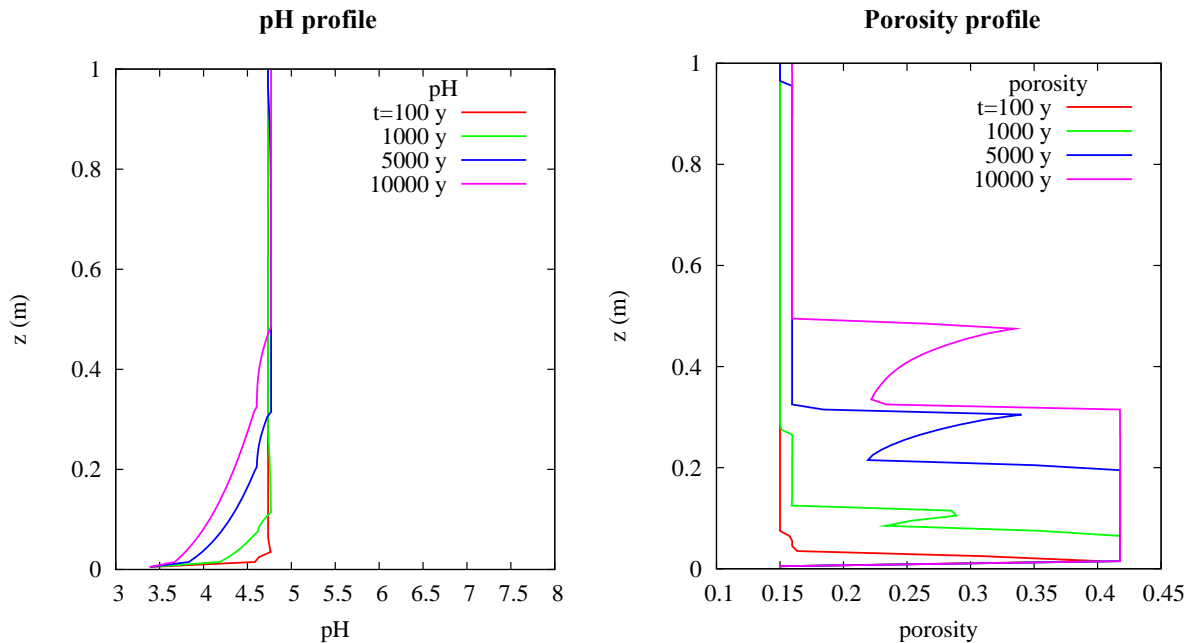 pH profile
1
0.8
0.6
0.4
0.2
0
z (m)
3
3.5
4
4.5
5
5.5
6
6.5
7
7.5
8
pH
pH
t=100 y
1000 y
5000 y
10000 y
Porosity profile
1
0.8
0.6
0.4
0.2
0
z (m)
0.1
0.15
0.2
0.25
0.3
0.35
0.4
0.45
porosity
porosity
t=100 y
1000 y
5000 y
10000 y